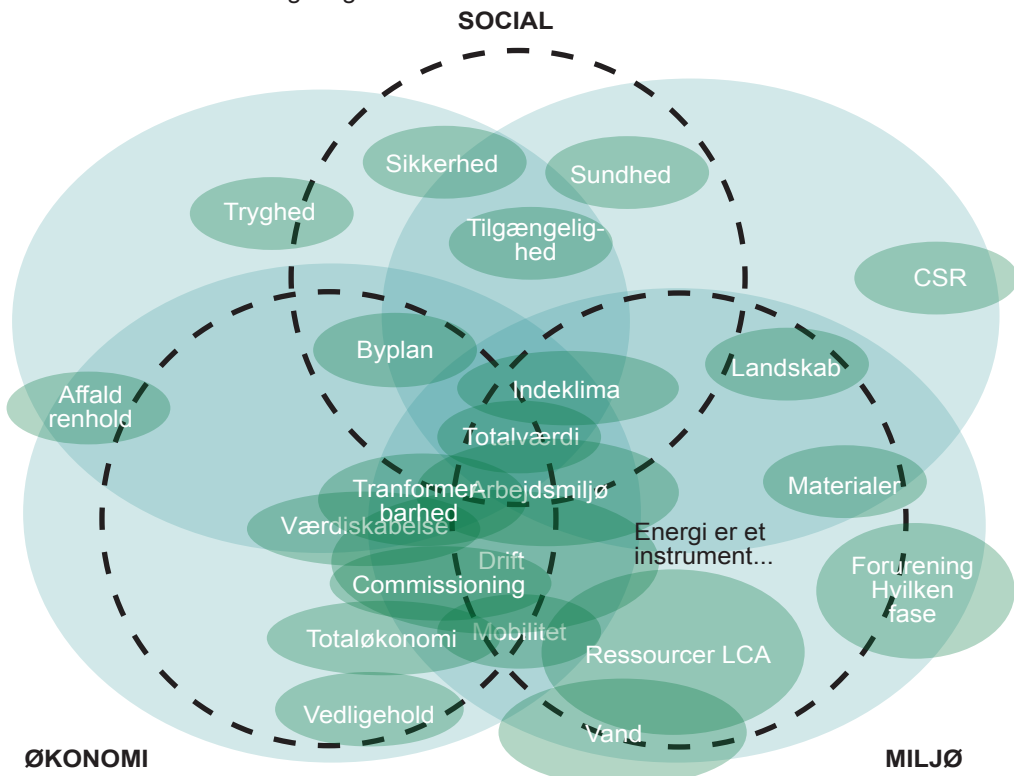 SOCIAL
Sikkerhed
Sundhed
Tryghed
Tilgængelig-
hed
CSR
Byplan
Landskab
Indeklima
Affald
renhold
Totalværdi
Tranformer-
barhed
Arbejdsmiljø
Materialer
Værdiskabelse
Energi er et
instrument...
Drift
Forurening
Hvilken
fase
Commissioning
Totaløkonomi
Mobilitet
Ressourcer LCA
Vedligehold
Vand
ØKONOMI
MILJØ